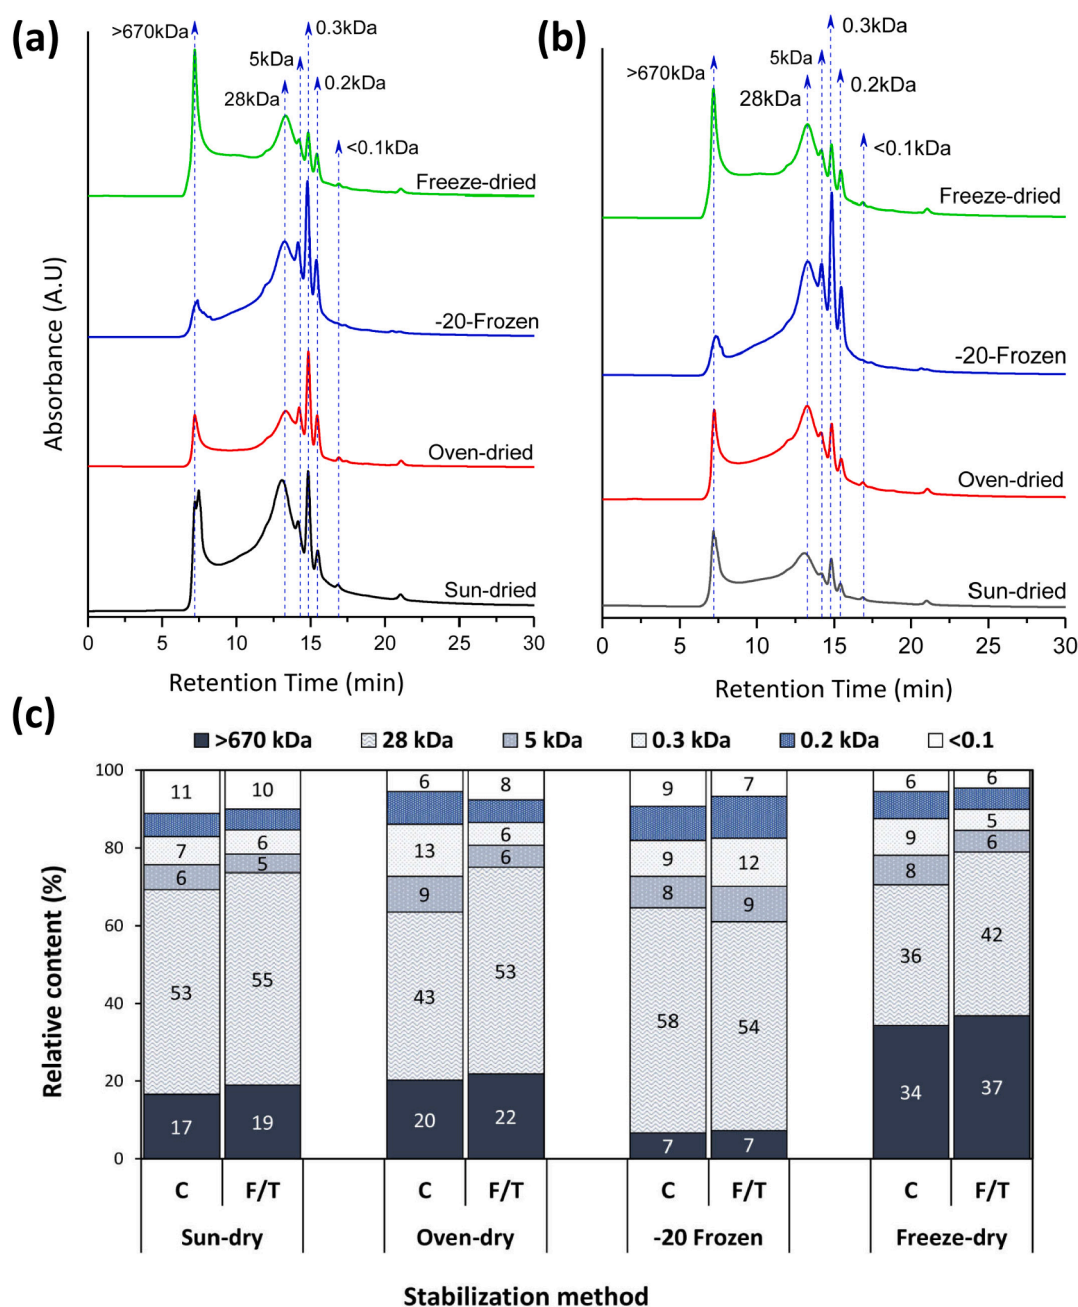 (a)
>670kDa
0.3kDa
5kDa
0.2kDa
28kDa
<0.1kDa
Freeze-dried
-20-Frozen
Oven-dried
Sun-dried
Absorbance (A.U)
0 5 10 15 20 25 30
Retention Time (min)
(b)
0.3kDa
5kDa
>670kDa
0.2kDa
28kDa
<0.1kDa
Freeze-dried
-20-Frozen
Oven-dried
Sun-dried
0 5 10 15 20 25 30
Retention Time (min)
(c)
>670 kDa 28 kDa 5 kDa 0.3 kDa 0.2 kDa <0.1
Relative content (%)
100
80
60
40
20
0
11
7
6
53
17
10
6
5
55
19
6
13
9
43
20
8
6
6
53
22
9
9
8
58
7
7
12
9
54
7
6
9
8
36
34
6
5
6
42
37
C F/T C F/T C F/T C F/T
Sun-dry Oven-dry -20 Frozen Freeze-dry
Stabilization method